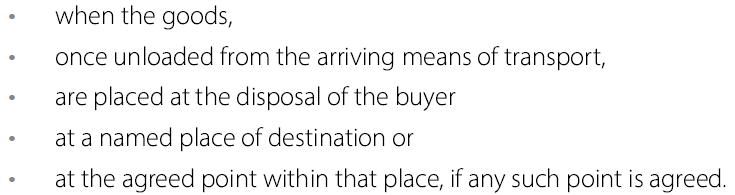 • when the goods,
• once unloaded from the arriving means of transport,
• are placed at the disposal of the buyer
• at a named place of destination or
• at the agreed point within that place, if any such point is agreed.